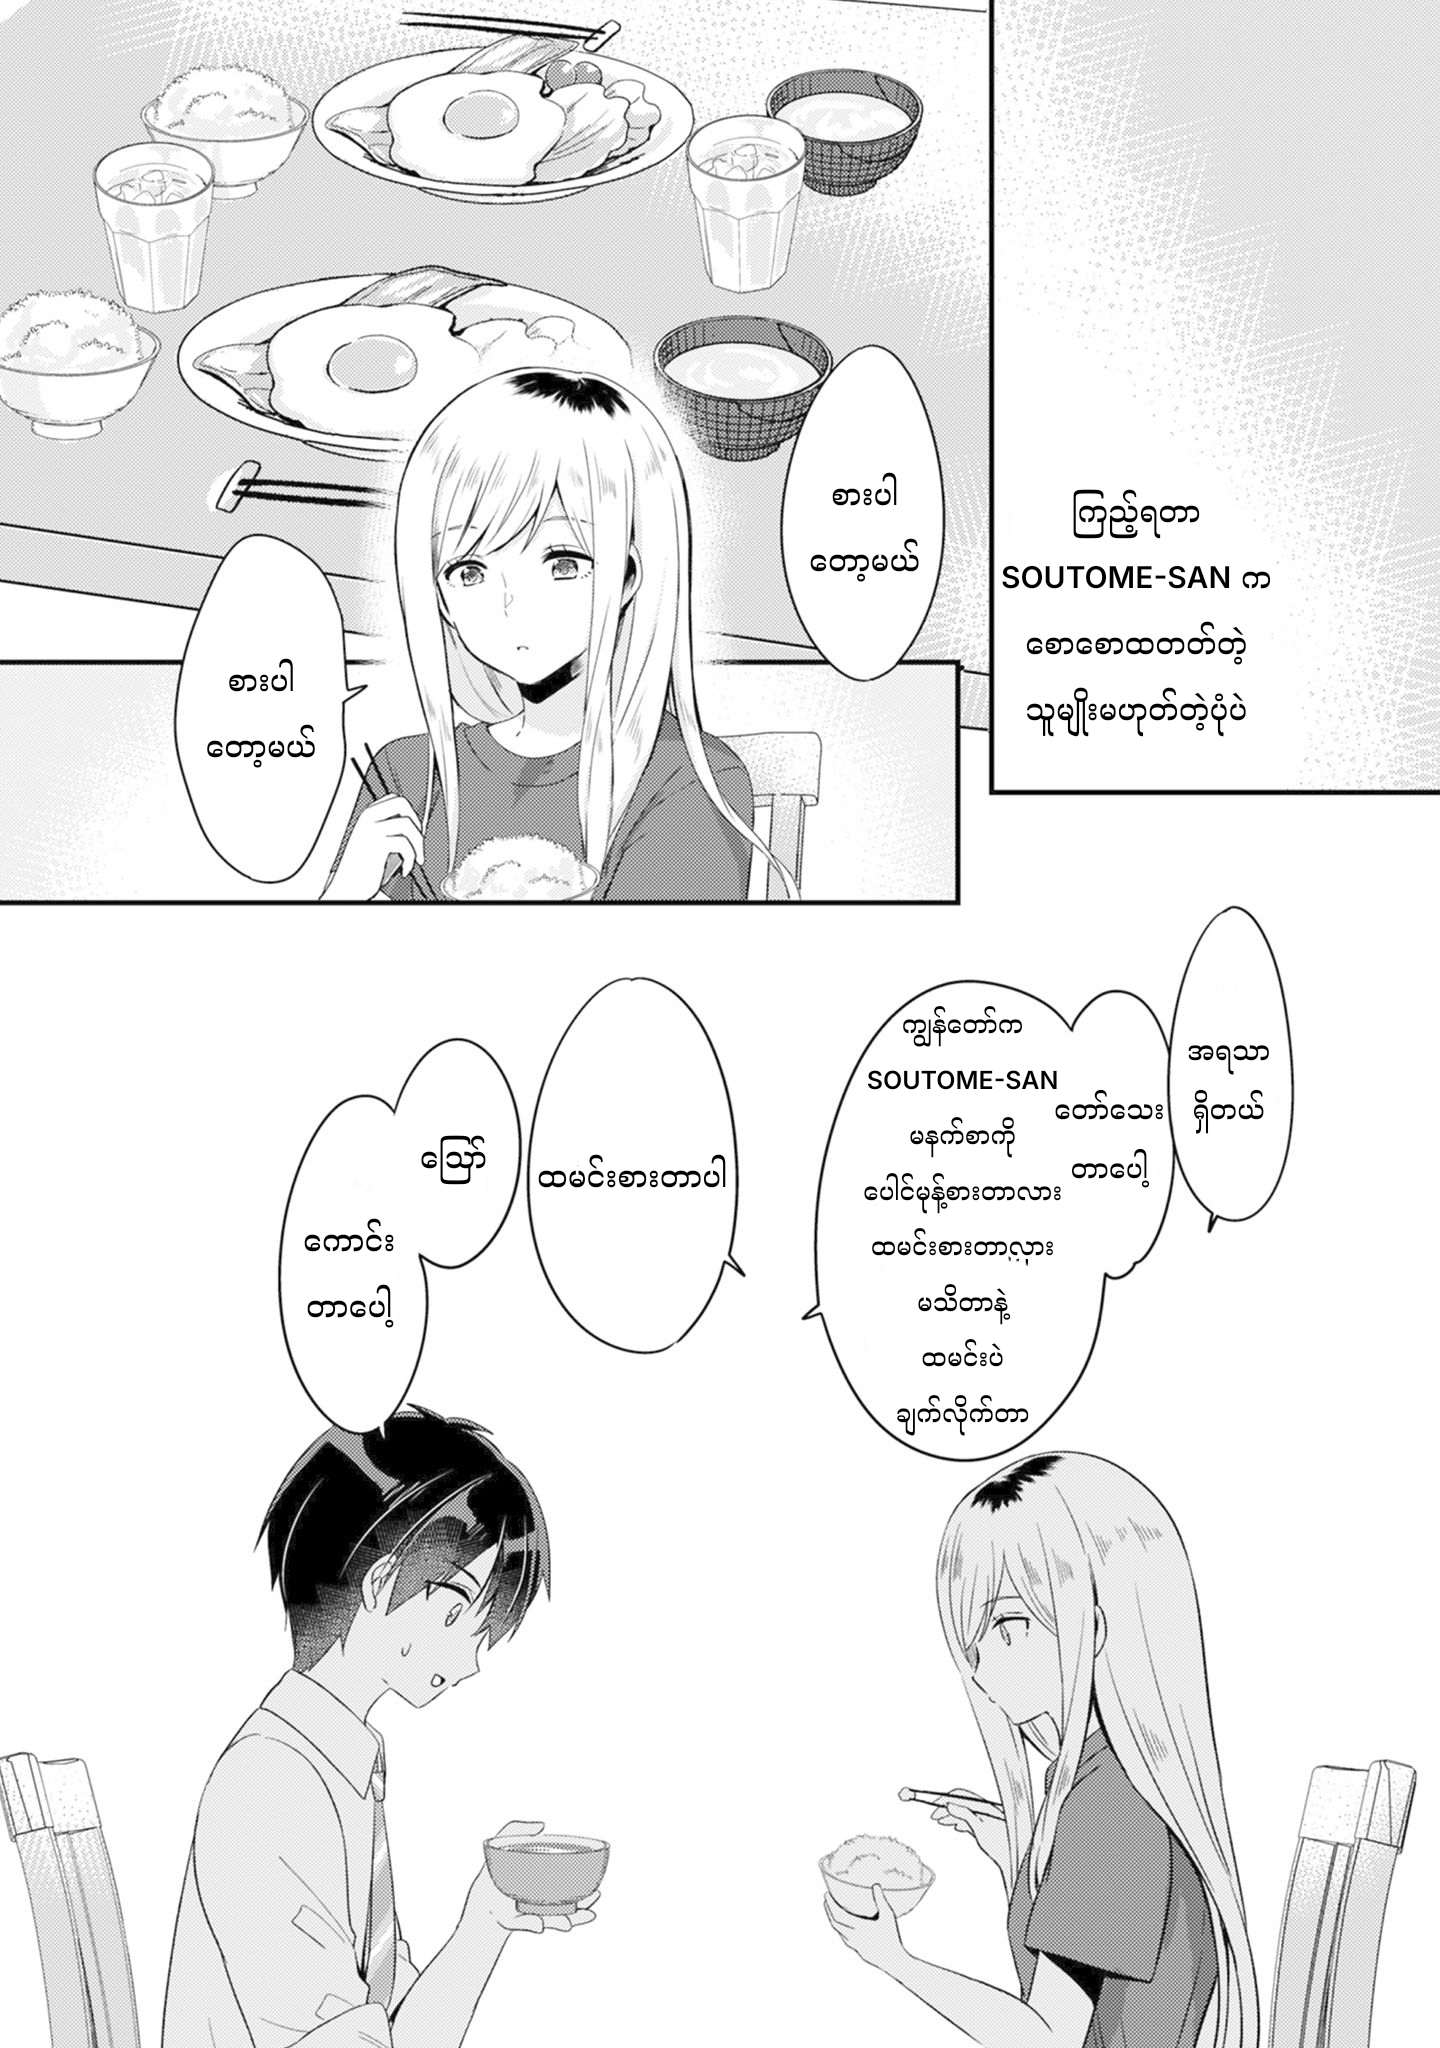 ကြည့်ရတာ
SOUTOME-SAN က
စောစောထတတ်တဲ့
သူမျိုးမဟုတ်တဲ့ပုံပဲ
စားပါ
တော့မယ်
စားပါ
တော့မယ်
အရသာ
ရှိတယ်
တော်သေး
တာပေါ့
ကျွန်တော်က
SOUTOME-SAN
မနက်စာကို
ပေါင်မုန့်စားတာလား
ထမင်းစားတာလား
မသိတာနဲ့
ထမင်းပဲ
ချက်လိုက်တာ
ထမင်းစားတာပါ
ဪ
ကောင်း
တာပေါ့